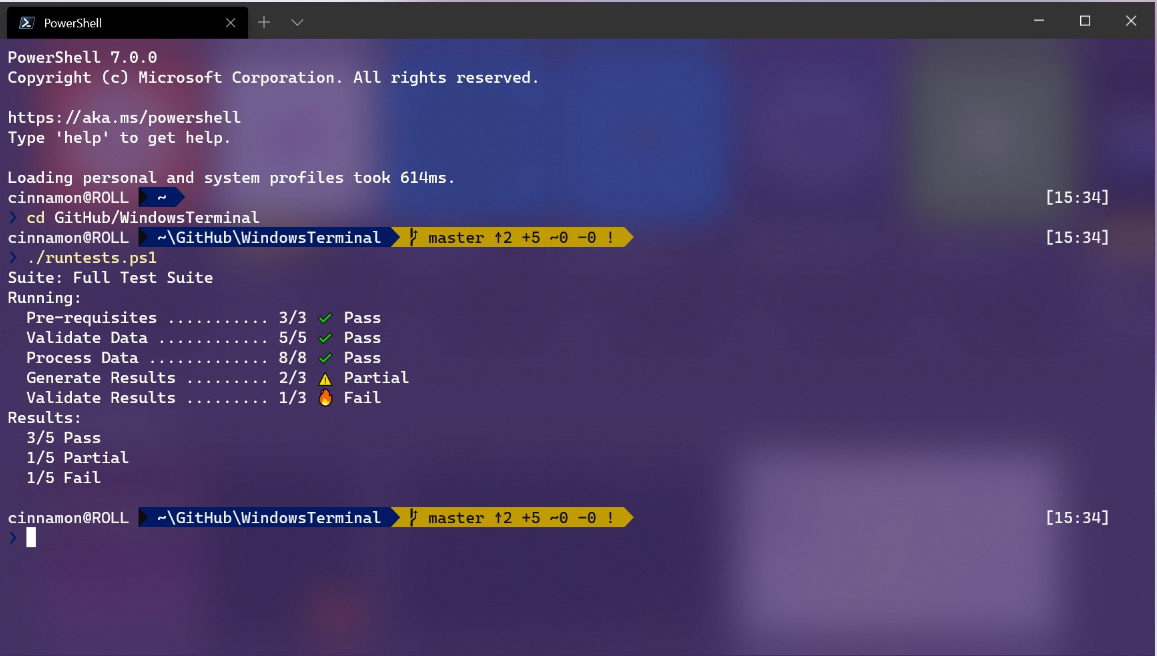 PowerShell
PowerShell 7.0.0
Copyright (c) Microsoft Corporation. All rights reserved.
https://aka.ms/powershell
Type 'help' to get help.
Loading personal and system profiles took 614ms.
cinnamon@ROLL ~ [15:34]
❯ cd GitHub/WindowsTerminal
cinnamon@ROLL ~\GitHub\WindowsTerminal master ↑2 +5 ~0 -0 ! [15:34]
❯ ./runtests.ps1
Suite: Full Test Suite
Running:
Pre-requisites ........... 3/3 ✔ Pass
Validate Data ............ 5/5 ✔ Pass
Process Data ............. 8/8 ✔ Pass
Generate Results ......... 2/3 ⚠ Partial
Validate Results ......... 1/3 🔥 Fail
Results:
3/5 Pass
1/5 Partial
1/5 Fail
cinnamon@ROLL ~\GitHub\WindowsTerminal master ↑2 +5 ~0 -0 ! [15:34]
❯